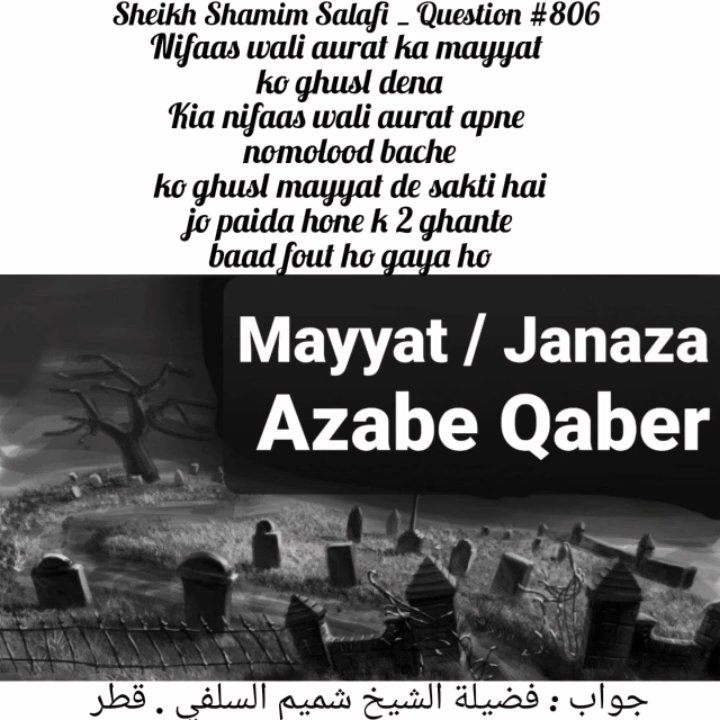 Sheikh Shamim Salafi _ Question #806
Nifaas wali aurat ka mayyat
ko ghusl dena
Kia nifaas wali aurat apne
nomolood bache
ko ghusl mayyat de sakti hai
jo paida hone k 2 ghante
baad fout ho gaya ho
Mayyat / Janaza
Azabe Qaber
جواب : فضيلة الشيخ شميم السلفي . قطر